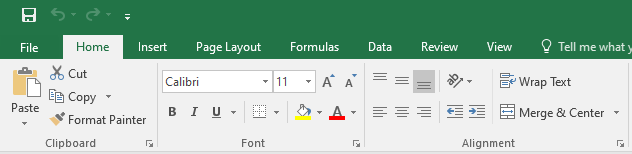 File Home Insert Page Layout Formulas Data Review View Tell me what y
Cut
Calibri 11 A A Wrap Text
Copy
Paste
B I U A Merge & Center
Format Painter
Clipboard Font Alignment